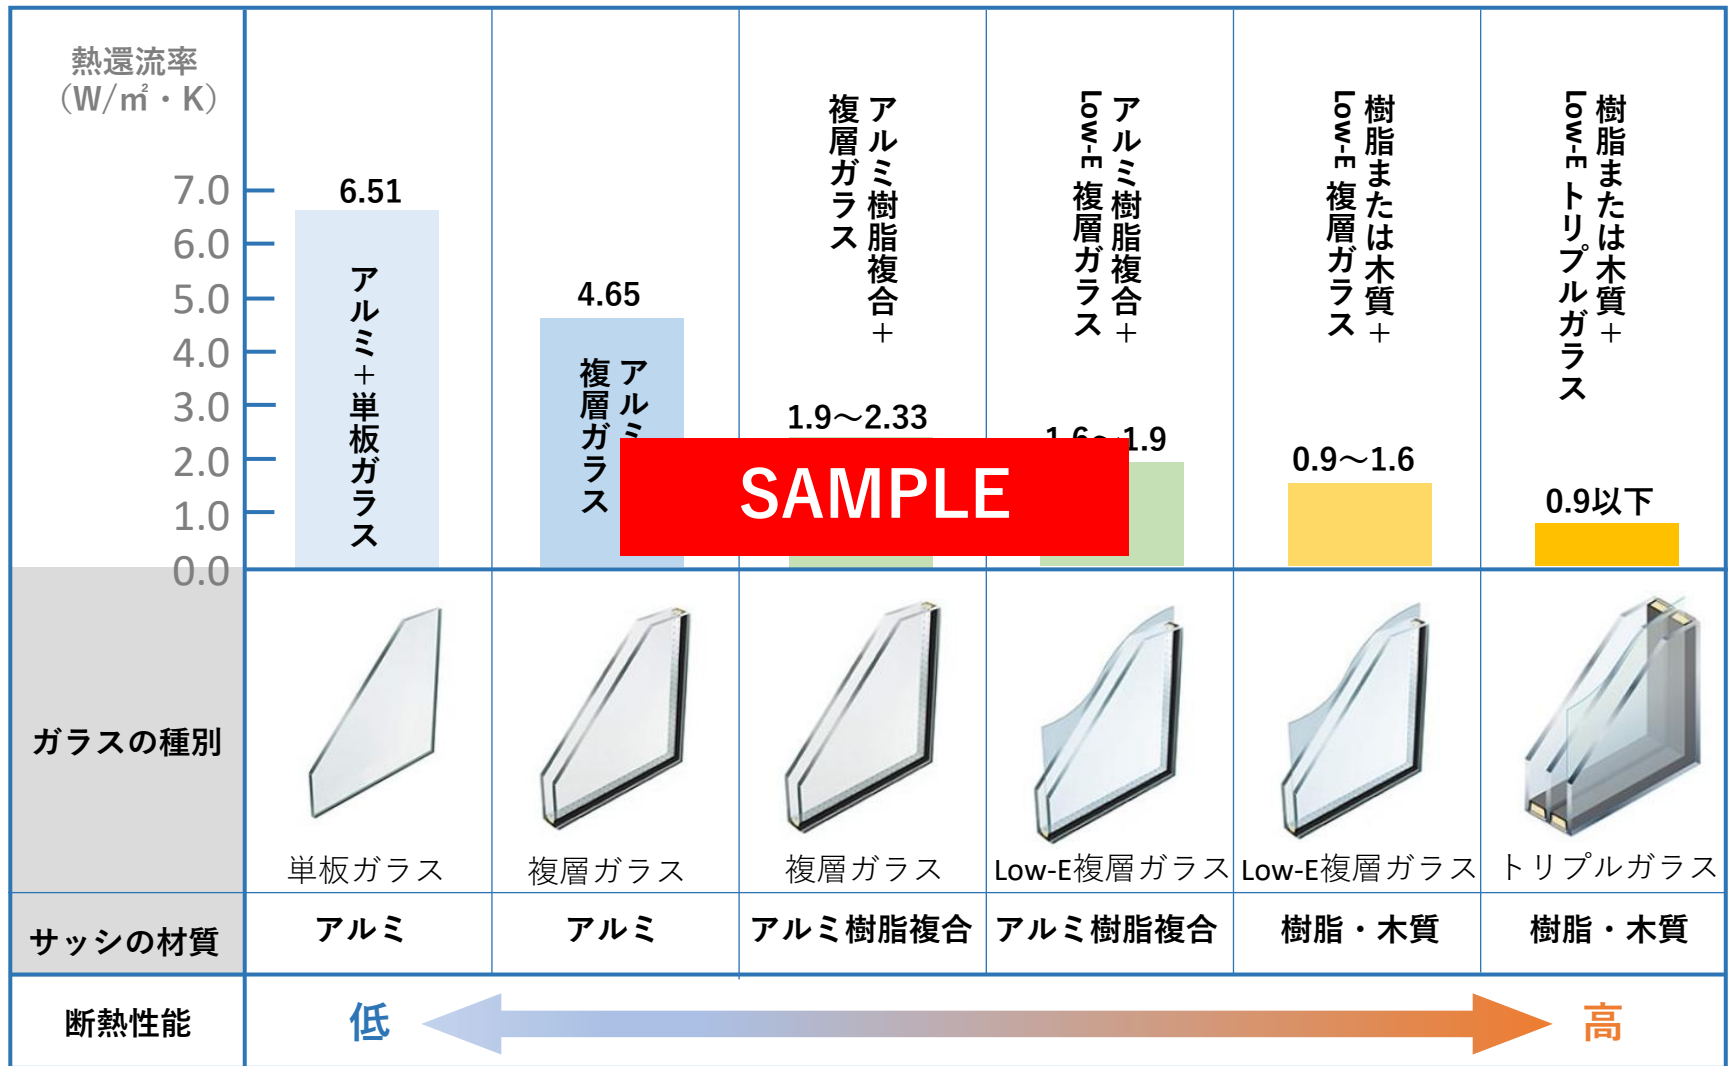 熱還流率
（W/㎡・K）
7.0
6.0
5.0
4.0
3.0
2.0
1.0
0.0
6.51
アルミ＋単板ガラス
4.65
アルミ
複層ガラス
アルミ樹脂複合＋
複層ガラス
1.9～2.33
アルミ樹脂複合＋
Low-E 複層ガラス
1.6～1.9
樹脂または木質＋
Low-E 複層ガラス
0.9～1.6
樹脂または木質＋
Low-E トリプルガラス
0.9以下
SAMPLE
ガラスの種別
単板ガラス
複層ガラス
複層ガラス
Low-E複層ガラス
Low-E複層ガラス
トリプルガラス
サッシの材質
アルミ
アルミ
アルミ樹脂複合
アルミ樹脂複合
樹脂・木質
樹脂・木質
断熱性能
低
高